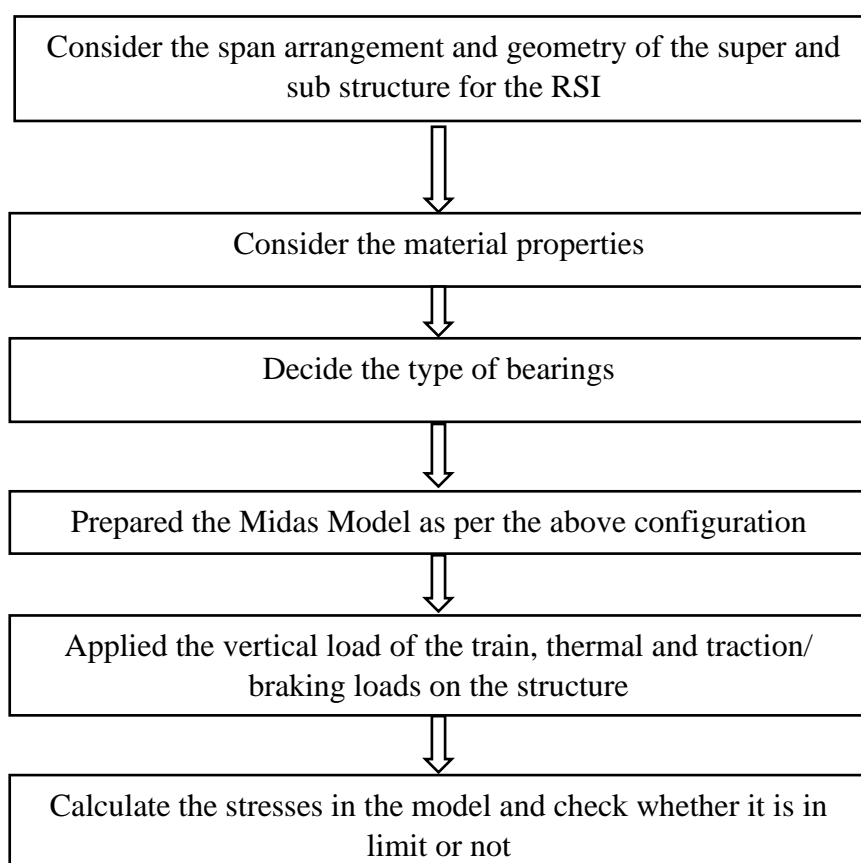 Consider the span arrangement and geometry of the super and
sub structure for the RSI
Consider the material properties
Decide the type of bearings
Prepared the Midas Model as per the above configuration
Applied the vertical load of the train, thermal and traction/
braking loads on the structure
Calculate the stresses in the model and check whether it is in
limit or not